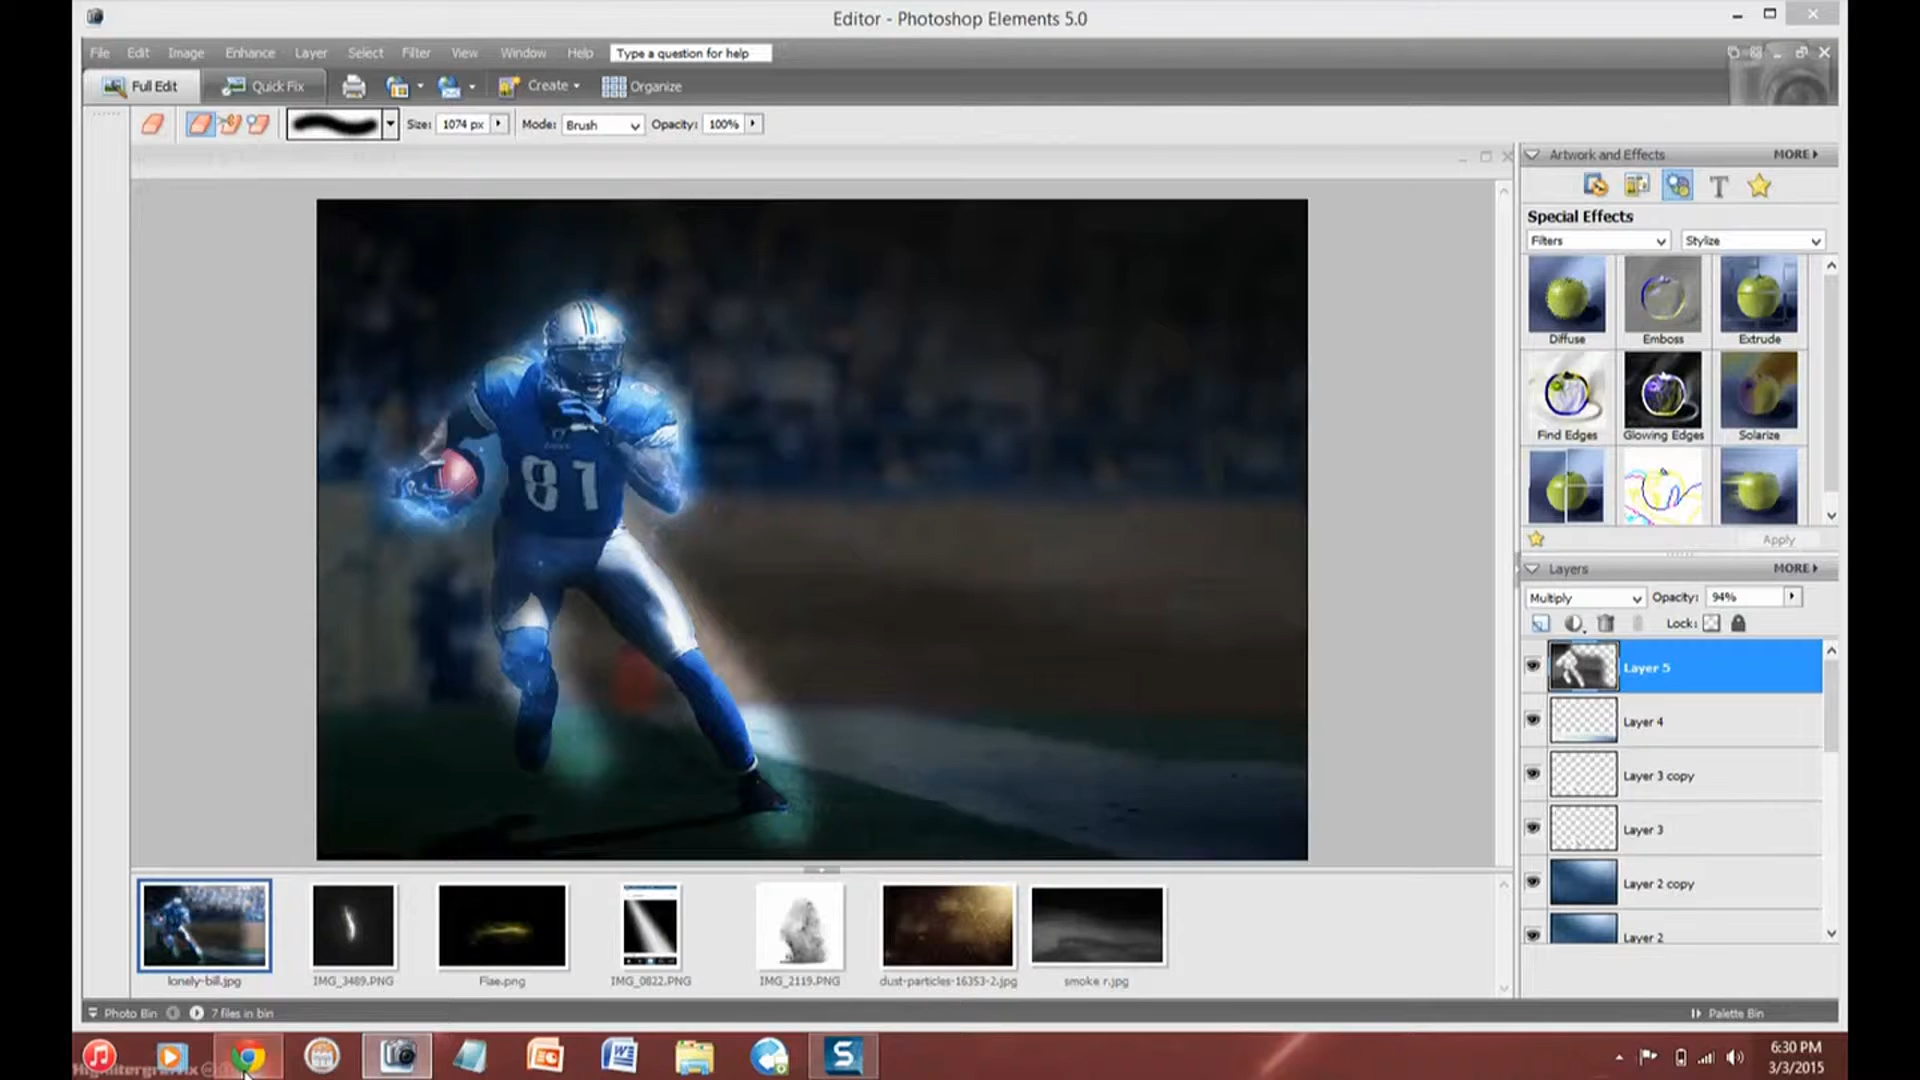 Editor - Photoshop Elements 5.0
File Edit Image Enhance Layer Select Filter View Window Help Type a question for help
Full Edit Quick Fix Create Organize
Size: 1074 px Mode: Brush Opacity: 100%
Artwork and Effects MORE
Special Effects
Filters Stylize
Diffuse Emboss Extrude
Find Edges Glowing Edges Solarize
Apply
Layers MORE
Multiply Opacity: 94%
Lock:
Layer 5
Layer 4
Layer 3 copy
Layer 3
Layer 2 copy
Layer 2
81
lonely-bill.jpg IMG_3489.PNG Flae.png IMG_0822.PNG IMG_2119.PNG dust-particles-16353-2.jpg smoke r.jpg
Photo Bin 7 files in bin Palette Bin
6:30 PM
3/3/2015